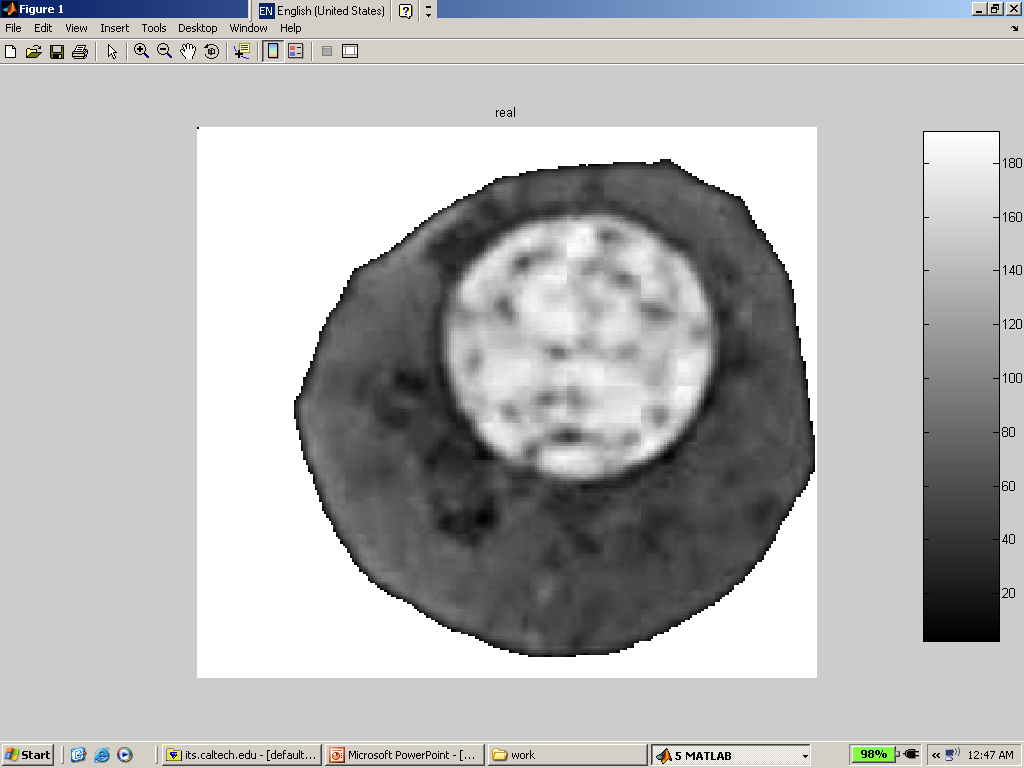 Figure 1
EN English (United States)
File Edit View Insert Tools Desktop Window Help
real
180
160
140
120
100
80
60
40
20
Start
its.caltech.edu - [default...
Microsoft PowerPoint - [...
work
5 MATLAB
98%
12:47 AM